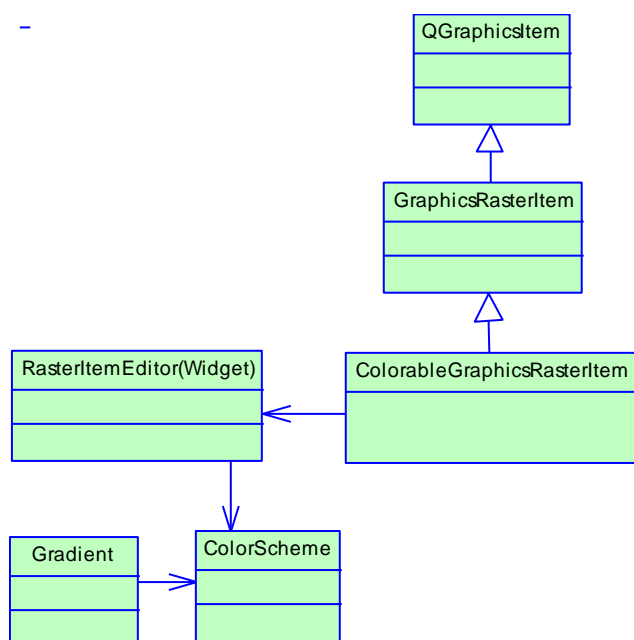 QGraphicsItem
GraphicsRasterItem
RasterItemEditor(Widget)
ColorableGraphicsRasterItem
Gradient
ColorScheme